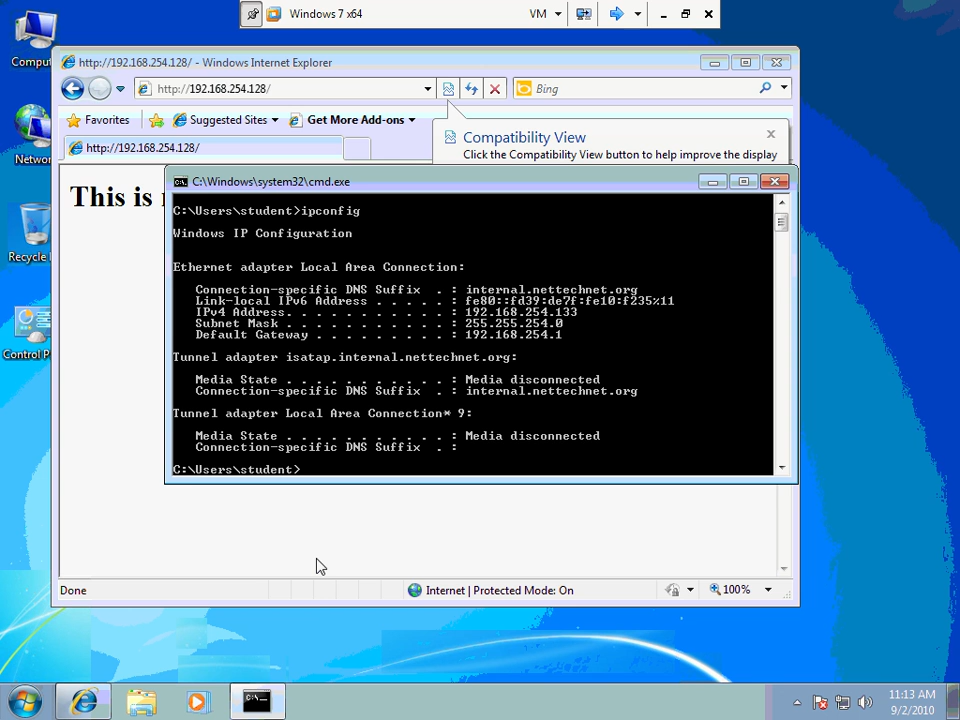 Windows 7 x64
VM
Comput
http://192.168.254.128/ - Windows Internet Explorer
http://192.168.254.128/
Bing
Favorites
Suggested Sites
Get More Add-ons
http://192.168.254.128/
Compatibility View
Click the Compatibility View button to help improve the display
Netwo
This is
C:\Windows\system32\cmd.exe
C:\Users\student>ipconfig
Windows IP Configuration
Ethernet adapter Local Area Connection:
Connection-specific DNS Suffix . : internal.nettechnet.org
Link-local IPv6 Address . . . . . : fe80::fd39:de7f:fe10:f235%11
IPv4 Address. . . . . . . . . . . : 192.168.254.133
Subnet Mask . . . . . . . . . . . : 255.255.254.0
Default Gateway . . . . . . . . . : 192.168.254.1
Tunnel adapter isatap.internal.nettechnet.org:
Media State . . . . . . . . . . . : Media disconnected
Connection-specific DNS Suffix . : internal.nettechnet.org
Tunnel adapter Local Area Connection* 9:
Media State . . . . . . . . . . . : Media disconnected
Connection-specific DNS Suffix . :
C:\Users\student>
Recycle
Control P
Done
Internet | Protected Mode: On
100%
C:\.
11:13 AM
9/2/2010